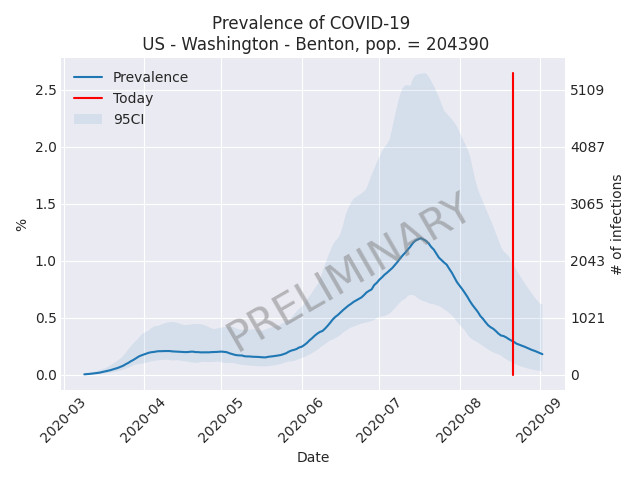 Prevalence of COVID-19
US - Washington - Benton, pop. = 204390
Prevalence
Today
95CI
2.5
2.0
1.5
1.0
0.5
0.0
%
5109
4087
3065
2043
1021
0
# of infections
PRELIMINARY
2020-03
2020-04
2020-05
2020-06
2020-07
2020-08
2020-09
Date